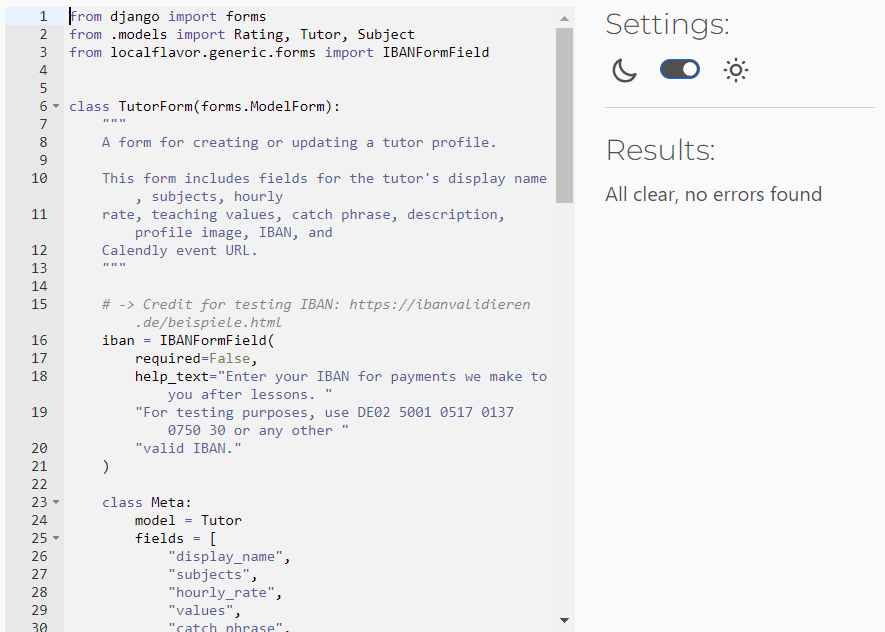 1 from django import forms
2 from .models import Rating, Tutor, Subject
3 from localflavor.generic.forms import IBANFormField
4
5
6 class TutorForm(forms.ModelForm):
7 """
8 A form for creating or updating a tutor profile.
9
10 This form includes fields for the tutor's display name
, subjects, hourly
11 rate, teaching values, catch phrase, description,
profile image, IBAN, and
12 Calendly event URL.
13 """
14
15 # -> Credit for testing IBAN: https://ibanvalidieren
.de/beispiele.html
16 iban = IBANFormField(
17 required=False,
18 help_text="Enter your IBAN for payments we make to
you after lessons. "
19 "For testing purposes, use DE02 5001 0517 0137
0750 30 or any other "
20 "valid IBAN."
21 )
22
23 class Meta:
24 model = Tutor
25 fields = [
26 "display_name",
27 "subjects",
28 "hourly_rate",
29 "values",
30 "catch_phrase",
Settings:
Results:
All clear, no errors found